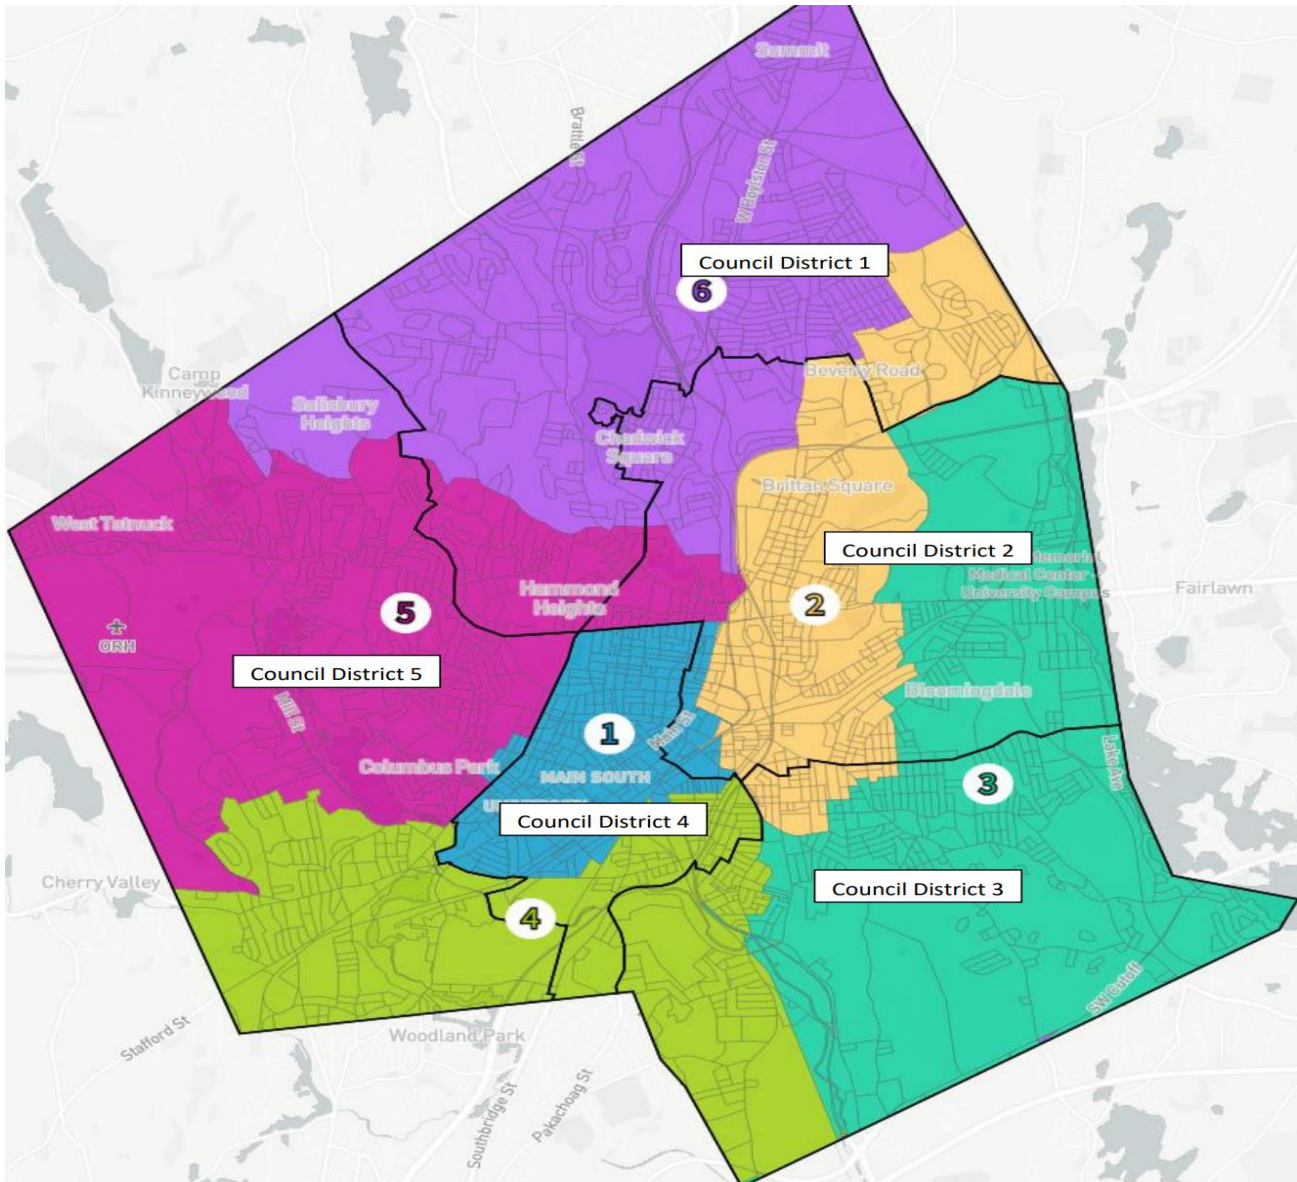 Summit
Brattle St
W Boylston St
Council District 1
6
Beverly Road
Camp
Kinneywood
Salisbury
Heights
Chadwick
Square
Brittan Square
West Tatnuck
Council District 2
Memorial
Medical Center -
University Campus
Fairlawn
Hammond
Heights
5
2
ORH
Council District 5
Bloomingdale
Mill St
Main St
1
Columbus Park
MAIN SOUTH
Lake Ave
3
Council District 4
Cherry Valley
Council District 3
4
SW Cutoff
Stafford St
Woodland Park
Southbridge St
Pakachoag St